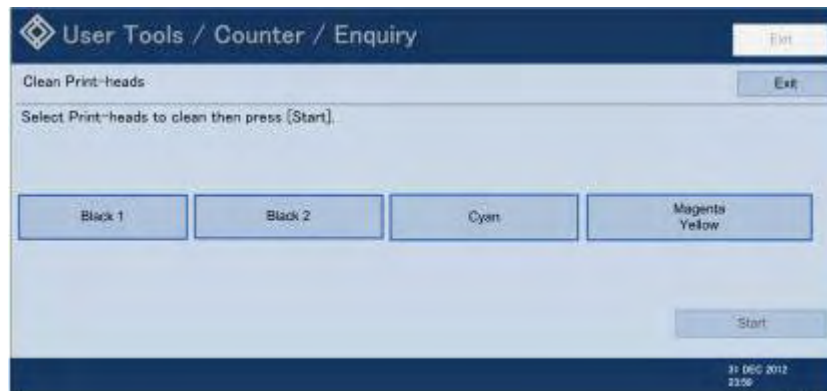 User Tools / Counter / Enquiry
Exit
Clean Print-heads
Exit
Select Print-heads to clean then press [Start].
Black 1
Black 2
Cyan
Magenta
Yellow
Start
31 DEC 2012
23:59